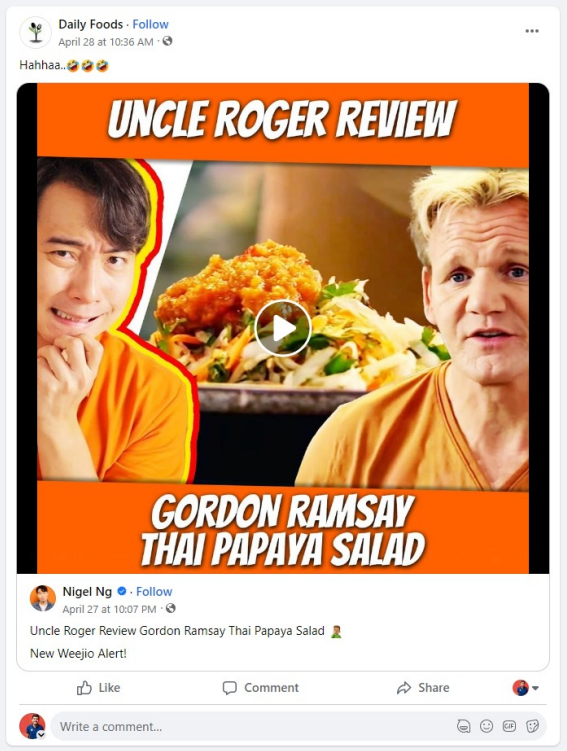 Daily Foods · Follow
April 28 at 10:36 AM ·
Hahhaa..🤣🤣🤣
UNCLE ROGER REVIEW
GORDON RAMSAY
THAI PAPAYA SALAD
Nigel Ng · Follow
April 27 at 10:07 PM ·
Uncle Roger Review Gordon Ramsay Thai Papaya Salad 🤦🏽‍♂️
New Weejio Alert!
Like Comment Share
Write a comment...
GIF